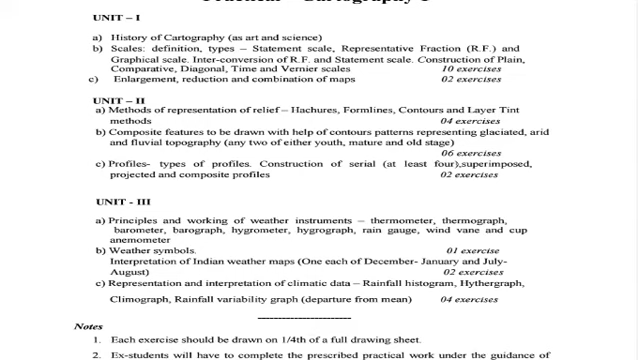 UNIT – I
a) History of Cartography (as art and science)
b) Scales: definition, types – Statement scale, Representative Fraction (R.F.) and
Graphical scale. Inter-conversion of R.F. and Statement scale. Construction of Plain,
Comparative, Diagonal, Time and Vernier scales 10 exercises
c) Enlargement, reduction and combination of maps 02 exercises
UNIT – II
a) Methods of representation of relief – Hachures, Formlines, Contours and Layer Tint
methods 04 exercises
b) Composite features to be drawn with help of contours patterns representing glaciated, arid
and fluvial topography (any two of either youth, mature and old stage)
06 exercises
c) Profiles- types of profiles. Construction of serial (at least four),superimposed,
projected and composite profiles 02 exercises
UNIT - III
a) Principles and working of weather instruments – thermometer, thermograph,
barometer, barograph, hygrometer, hygrograph, rain gauge, wind vane and cup
anemometer
b) Weather symbols. 01 exercise
Interpretation of Indian weather maps (One each of December- January and July-
August) 02 exercises
c) Representation and interpretation of climatic data – Rainfall histogram, Hythergraph,
Climograph, Rainfall variability graph (departure from mean) 04 exercises
Notes
1. Each exercise should be drawn on 1/4th of a full drawing sheet.
2. Ex-students will have to complete the prescribed practical work under the guidance of